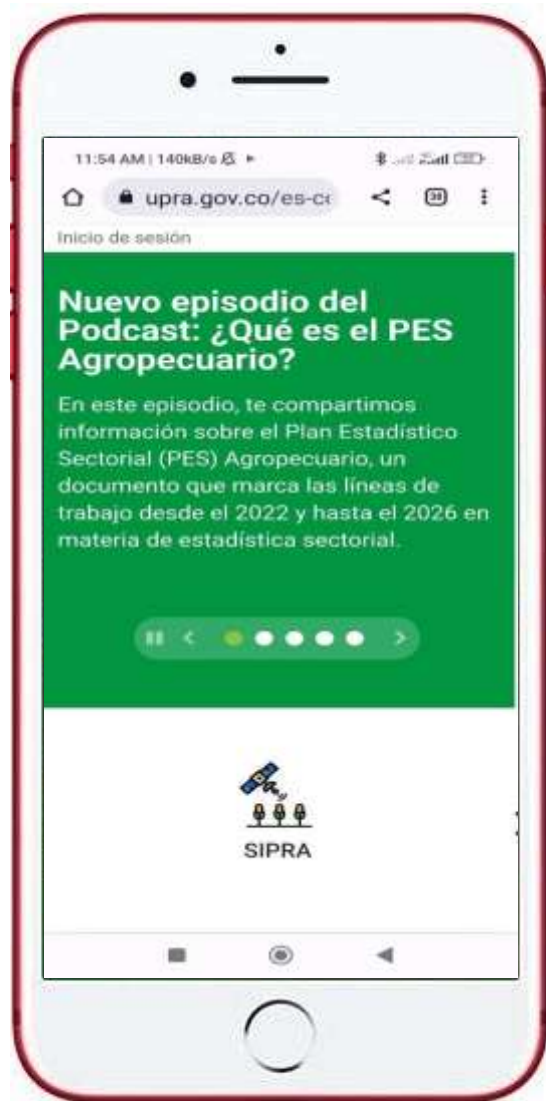 11:54 AM | 140kB/s
upra.gov.co/es-co
Inicio de sesión
Nuevo episodio del
Podcast: ¿Qué es el PES
Agropecuario?
En este episodio, te compartimos
información sobre el Plan Estadístico
Sectorial (PES) Agropecuario, un
documento que marca las líneas de
trabajo desde el 2022 y hasta el 2026 en
materia de estadística sectorial.
SIPRA